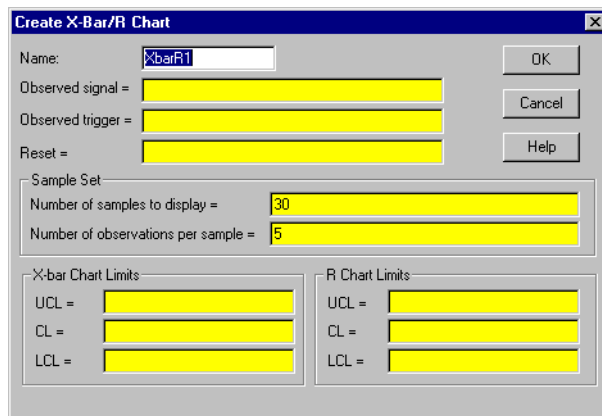 Create X-Bar/R Chart
Name: XbarR1
OK
Observed signal =
Cancel
Observed trigger =
Help
Reset =
Sample Set
Number of samples to display = 30
Number of observations per sample = 5
X-bar Chart Limits
UCL =
CL =
LCL =
R Chart Limits
UCL =
CL =
LCL =